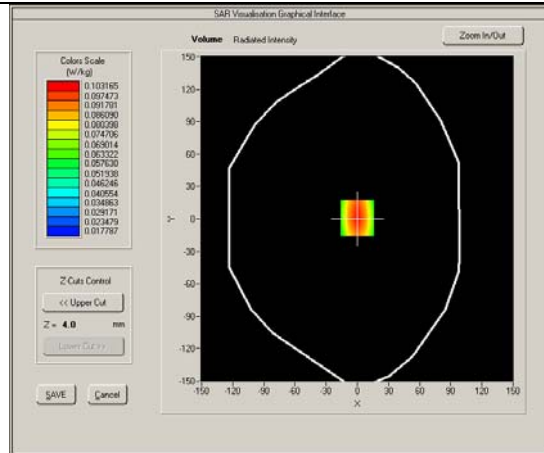 SAR Visualisation Graphical Interface
Volume Radiated Intensity
Zoom In/Out
Colors Scale
(W/kg)
0.103165
0.097473
0.091781
0.086090
0.080398
0.074706
0.069014
0.063322
0.057630
0.051938
0.046246
0.040554
0.034863
0.029171
0.023479
0.017787
Z-Cuts Control
<< Upper Cut
Z = 4.0 mm
Lower Cut >>
SAVE Cancel
150-
120-
90-
60-
30-
0-
-30-
-60-
-90-
-120-
-150-
Y
-150 -120 -90 -60 -30 0 30 60 90 120 150
X